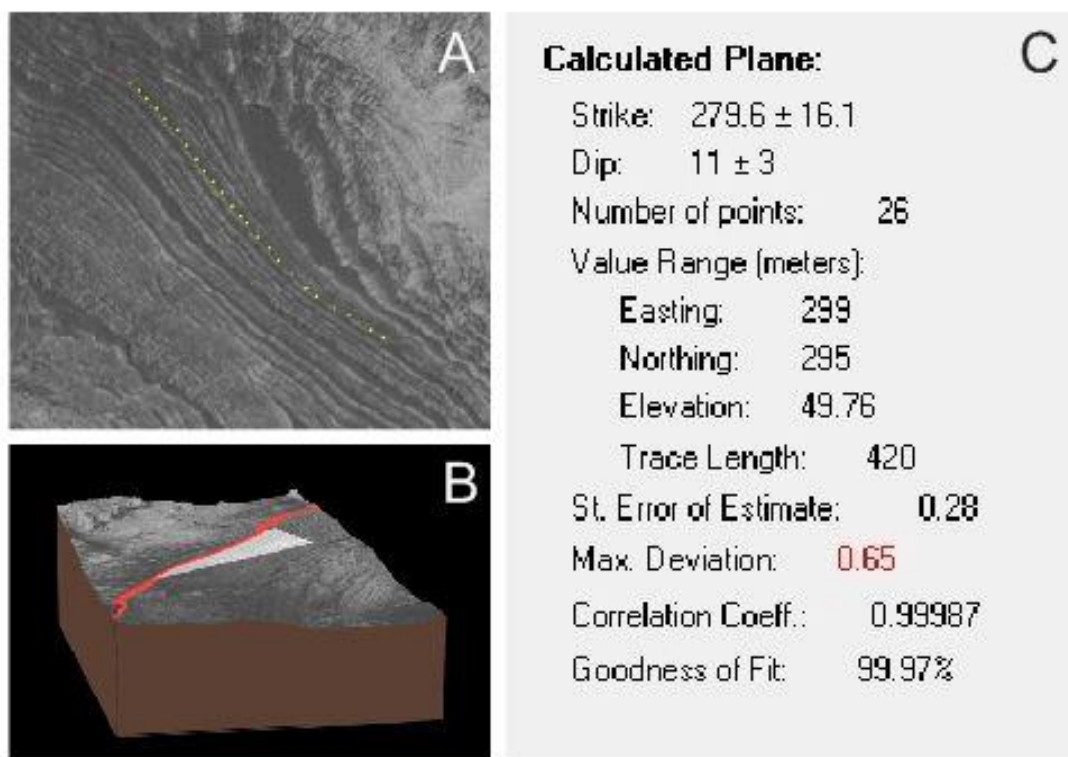 A
B
C
Calculated Plane:
Strike: 279.6 ± 16.1
Dip: 11 ± 3
Number of points: 26
Value Range (meters):
Easting: 299
Northing: 295
Elevation: 49.76
Trace Length: 420
St. Error of Estimate: 0.28
Max. Deviation: 0.65
Correlation Coeff.: 0.99987
Goodness of Fit: 99.97%